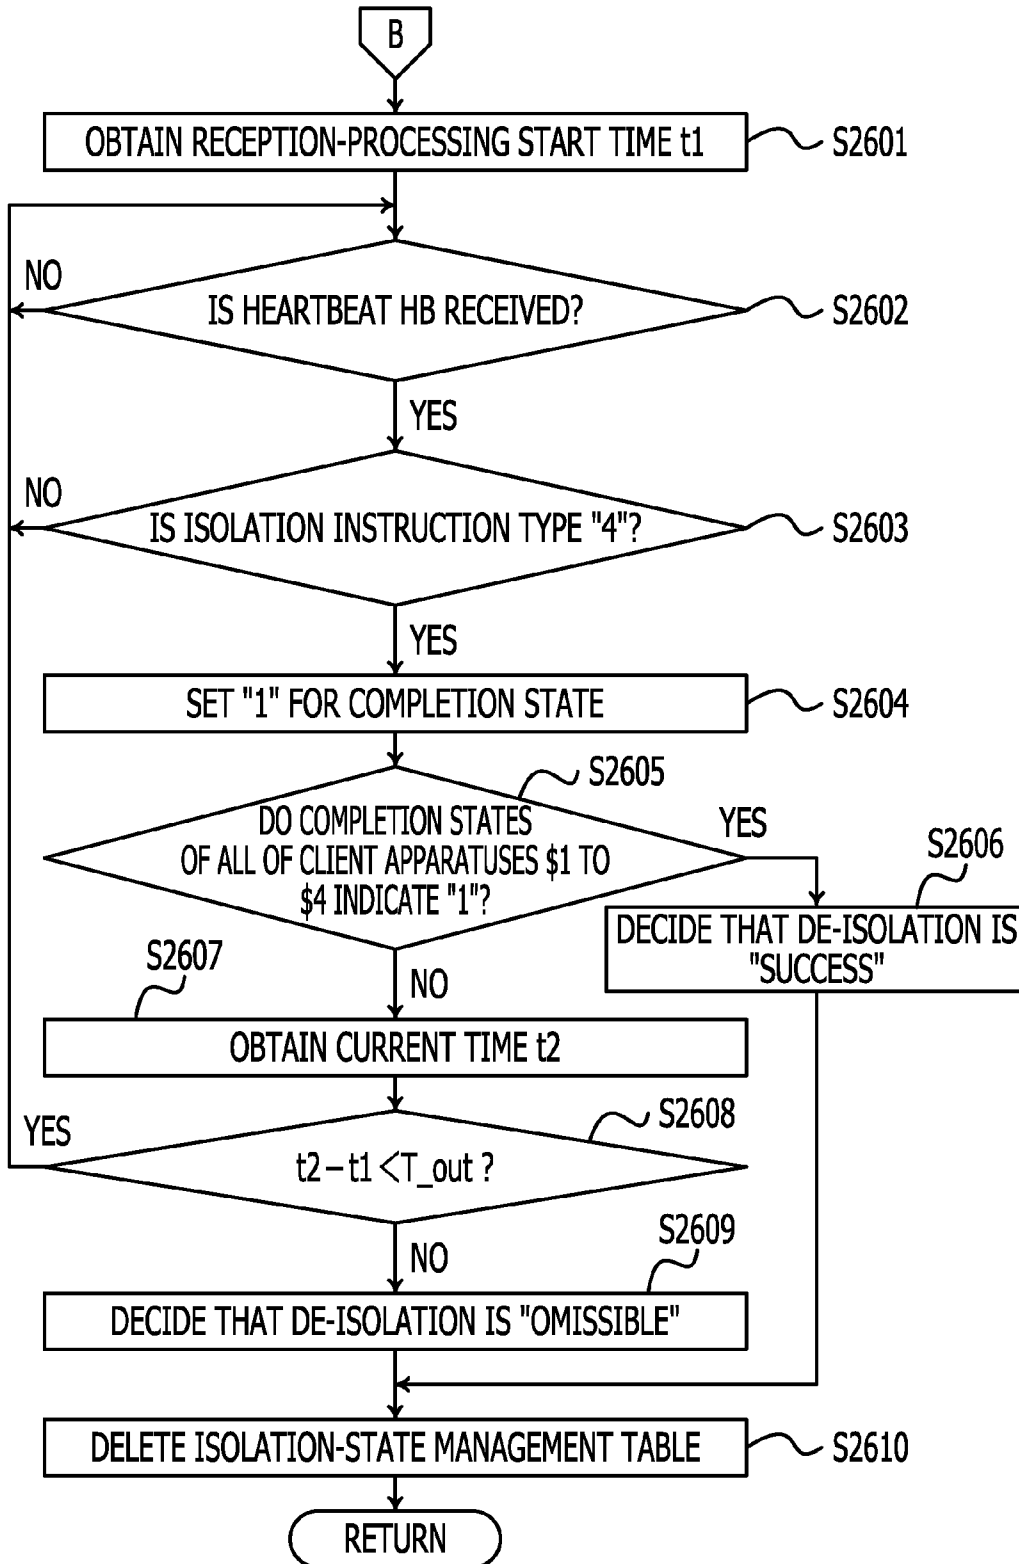 B
OBTAIN RECEPTION-PROCESSING START TIME t1
S2601
NO
IS HEARTBEAT HB RECEIVED?
S2602
YES
NO
IS ISOLATION INSTRUCTION TYPE "4"?
S2603
YES
SET "1" FOR COMPLETION STATE
S2604
S2605
DO COMPLETION STATES
OF ALL OF CLIENT APPARATUSES $1 TO
$4 INDICATE "1"?
YES
S2606
DECIDE THAT DE-ISOLATION IS
"SUCCESS"
NO
S2607
OBTAIN CURRENT TIME t2
S2608
YES
t2–t1<T_out ?
NO
S2609
DECIDE THAT DE-ISOLATION IS "OMISSIBLE"
DELETE ISOLATION-STATE MANAGEMENT TABLE
S2610
RETURN